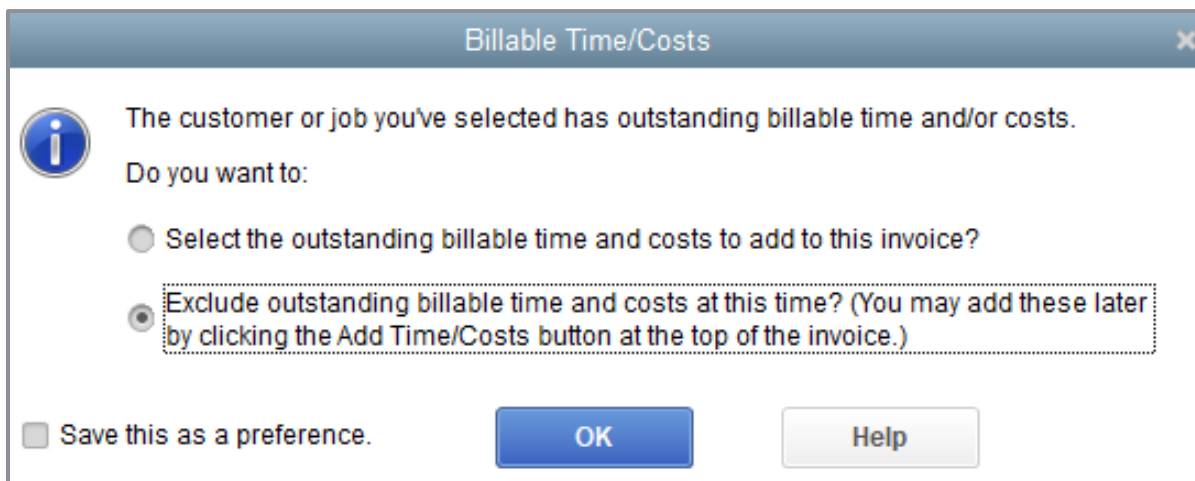 Billable Time/Costs
The customer or job you've selected has outstanding billable time and/or costs.
Do you want to:
Select the outstanding billable time and costs to add to this invoice?
Exclude outstanding billable time and costs at this time? (You may add these later
by clicking the Add Time/Costs button at the top of the invoice.)
Save this as a preference.
OK
Help